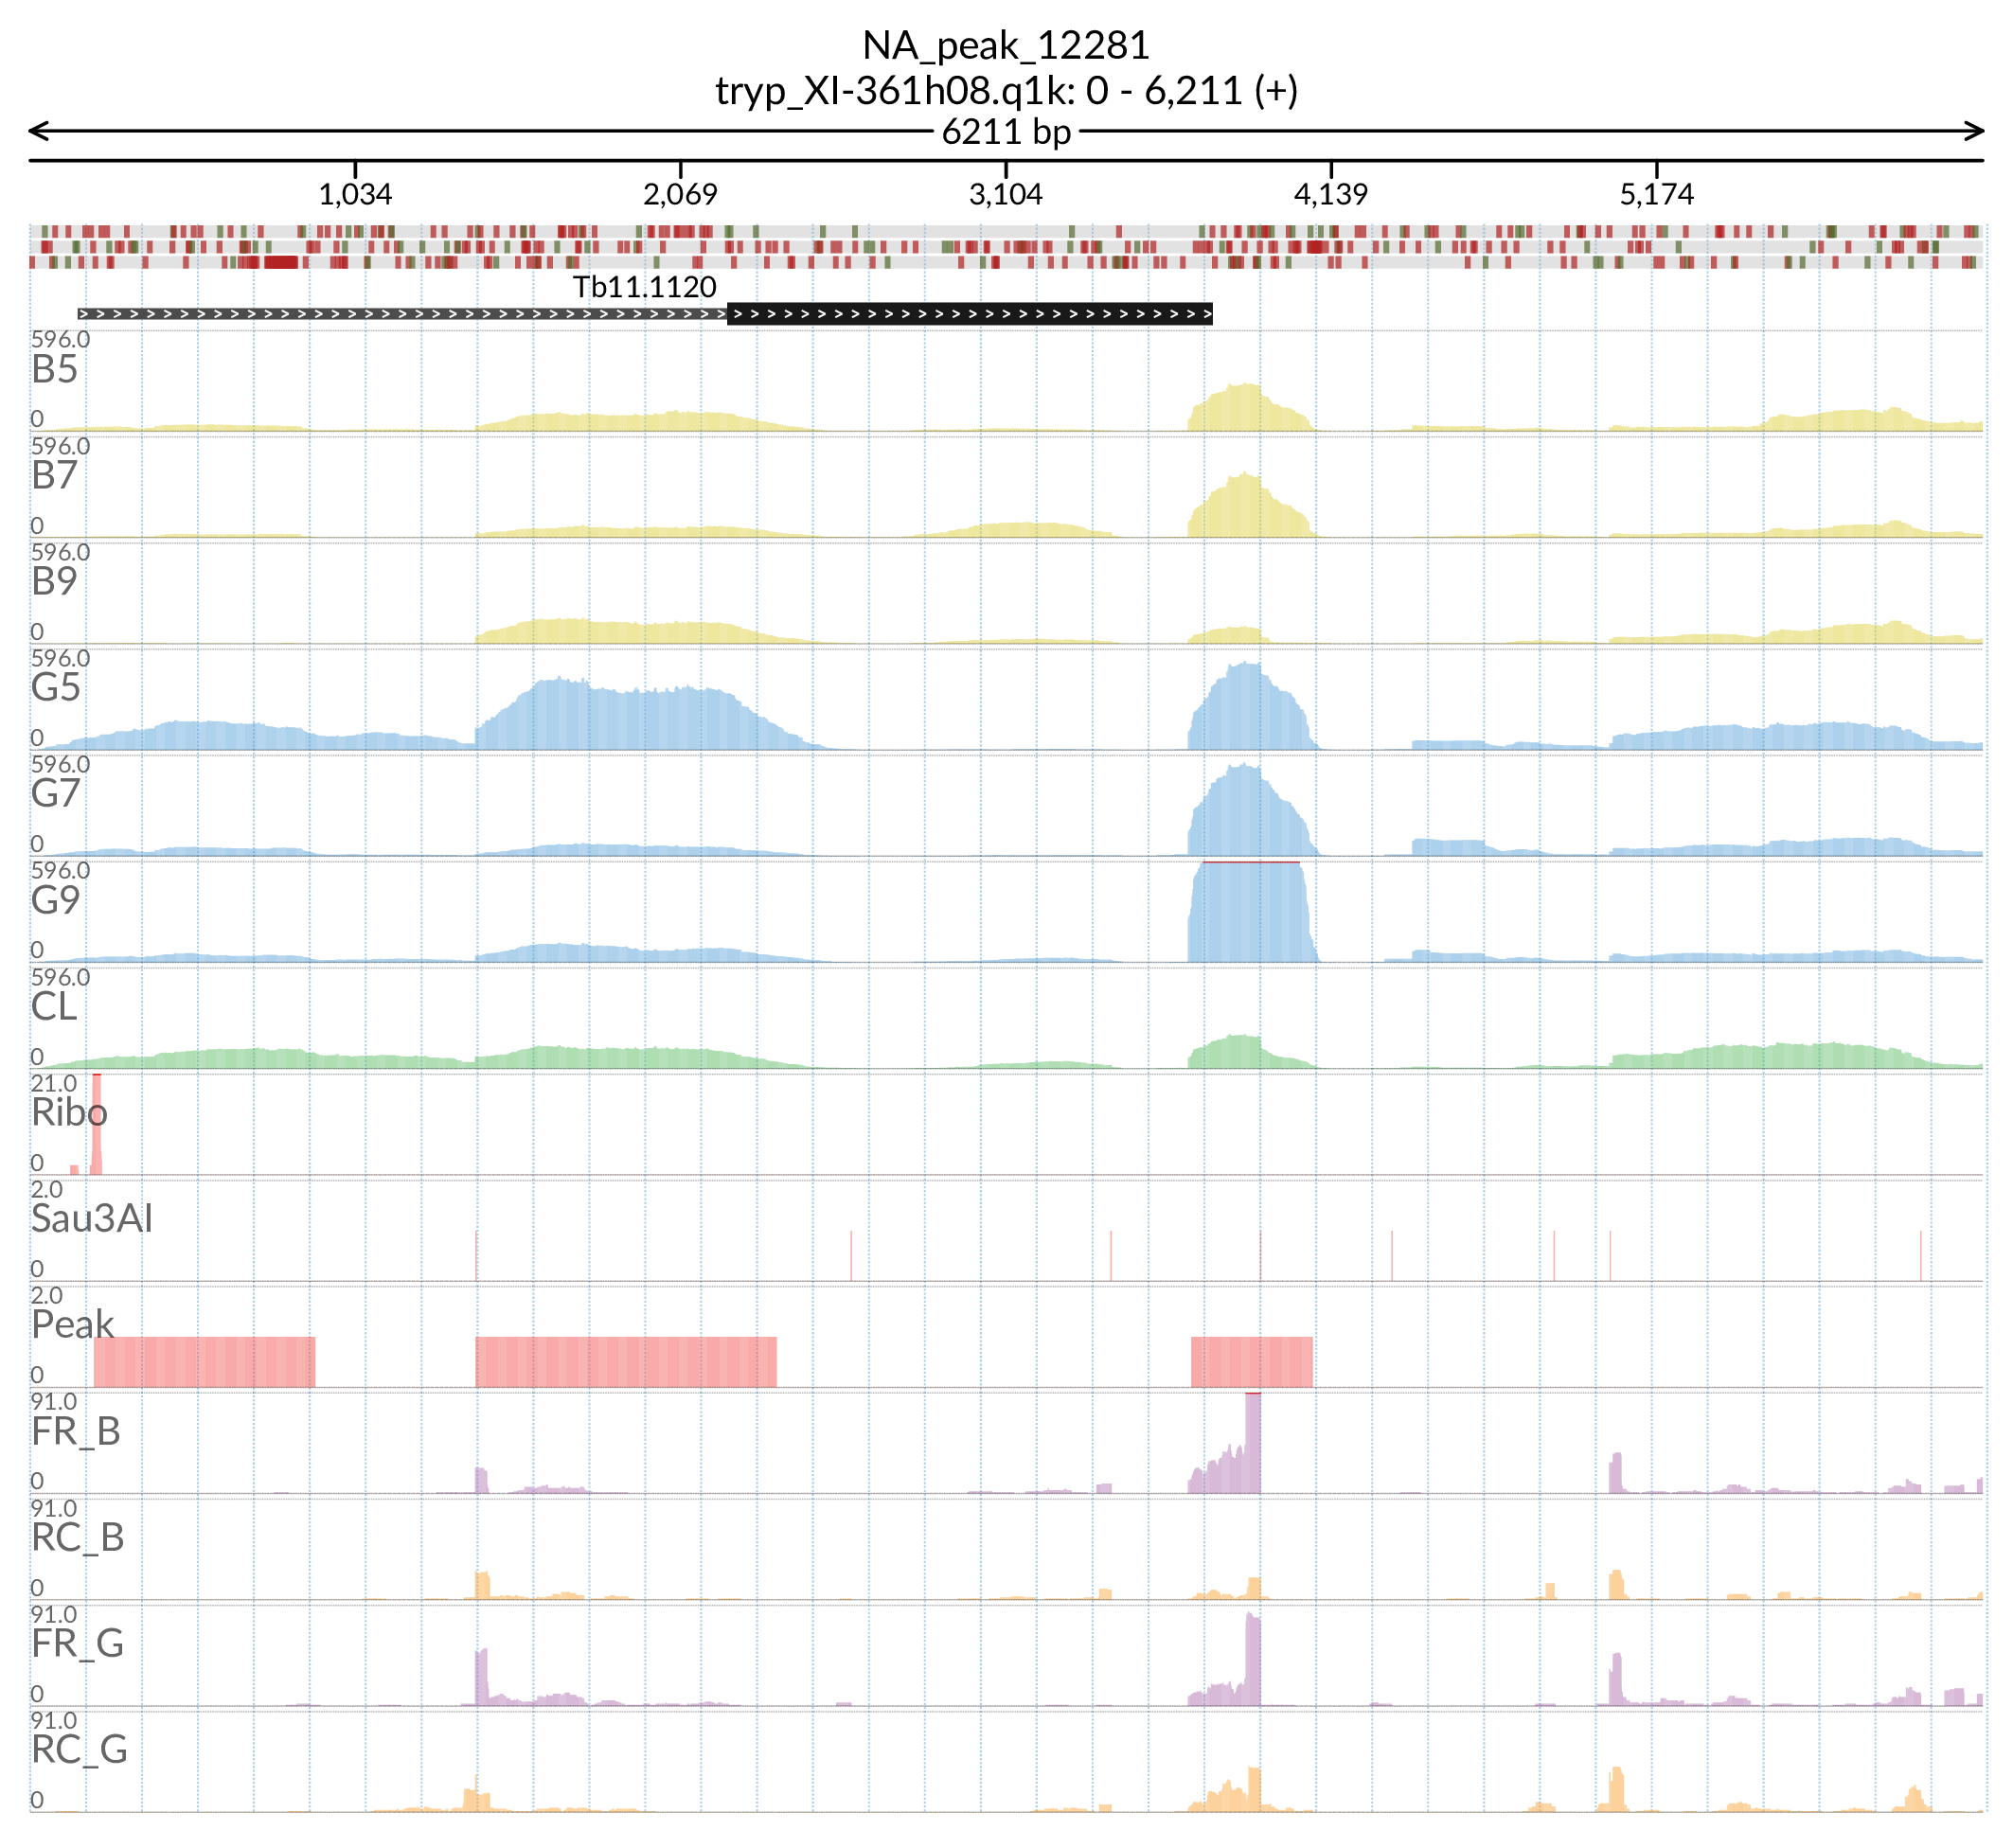 NA_peak_12281
tryp_XI-361h08.q1k: 0 - 6,211 (+)
6211 bp
1,034 2,069 3,104 4,139 5,174
Tb11.1120
596.0
B5
0
596.0
B7
0
596.0
B9
0
596.0
G5
0
596.0
G7
0
596.0
G9
0
596.0
CL
0
21.0
Ribo
0
2.0
Sau3AI
0
2.0
Peak
0
91.0
FR_B
0
91.0
RC_B
0
91.0
FR_G
0
91.0
RC_G
0